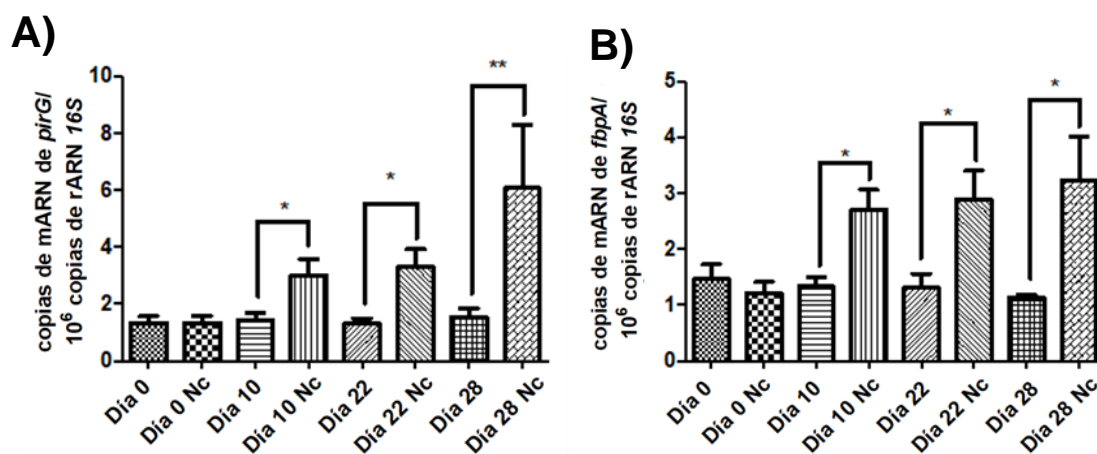 A)
copias de mARN de pirG/
10⁶ copias de rARN 16S
10
8
6
4
2
0
*
*
**
Día 0
Día 0 Nc
Día 10
Día 10 Nc
Día 22
Día 22 Nc
Día 28
Día 28 Nc
B)
copias de mARN de fbpA/
10⁶ copias de rARN 16S
5
4
3
2
1
0
*
*
*
Día 0
Día 0 Nc
Día 10
Día 10 Nc
Día 22
Día 22 Nc
Día 28
Día 28 Nc